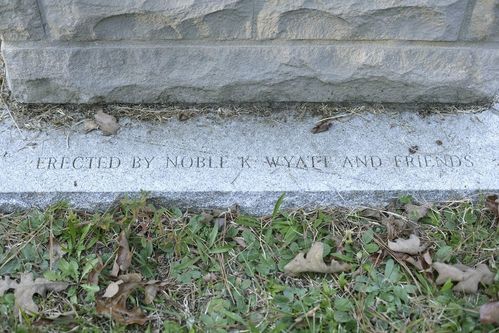 ERECTED BY NOBLE K. WYATT AND FRIENDS